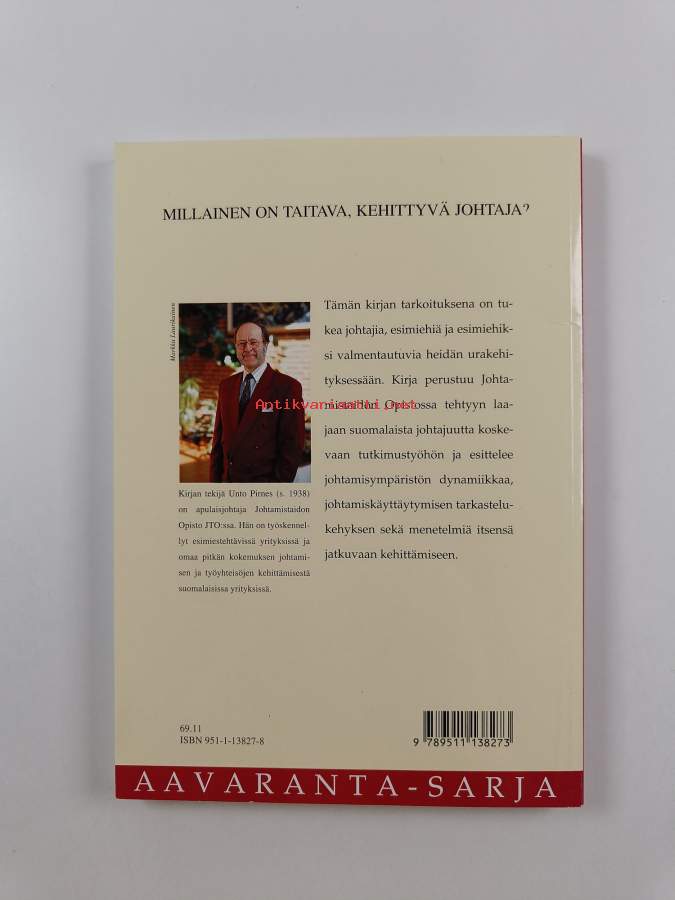 MILLAINEN ON TAITAVA, KEHITTYVÄ JOHTAJA?
Markku Laurikainen
Kirjan tekijä Unto Pirnes (s. 1938)
on apulaisjohtaja Johtamistaidon
Opisto JTO:ssa. Hän on työskennel-
lyt esimiestehtävissä yrityksissä ja
omaa pitkän kokemuksen johtami-
sen ja työyhteisöjen kehittämisestä
suomalaisissa yrityksissä.
Tämän kirjan tarkoituksena on tu-
kea johtajia, esimiehiä ja esimiehik-
si valmentautuvia heidän urakehi-
tyksessään. Kirja perustuu Johta-
mistaidon Opistossa tehtyyn laa-
jaan suomalaista johtajuutta koske-
vaan tutkimustyöhön ja esittelee
johtamisympäristön dynamiikkaa,
johtamiskäyttäytymisen tarkastelu-
kehyksen sekä menetelmiä itsensä
jatkuvaan kehittämiseen.
Antikvariaatti.net
69.11
ISBN 951-1-13827-8
9 789511 138273
AAVARANTA-SARJA